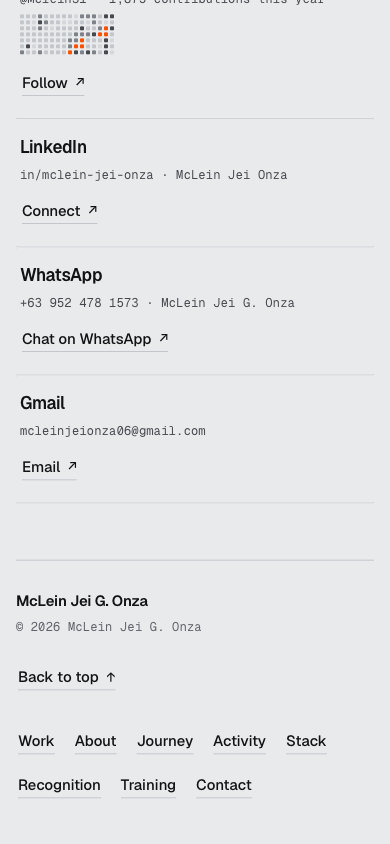 Follow ↗
LinkedIn
in/mclein-jei-onza · McLein Jei Onza
Connect ↗
WhatsApp
+63 952 478 1573 · McLein Jei G. Onza
Chat on WhatsApp ↗
Gmail
mcleinjeionza06@gmail.com
Email ↗
McLein Jei G. Onza
© 2026 McLein Jei G. Onza
Back to top ↑
Work About Journey Activity Stack
Recognition Training Contact